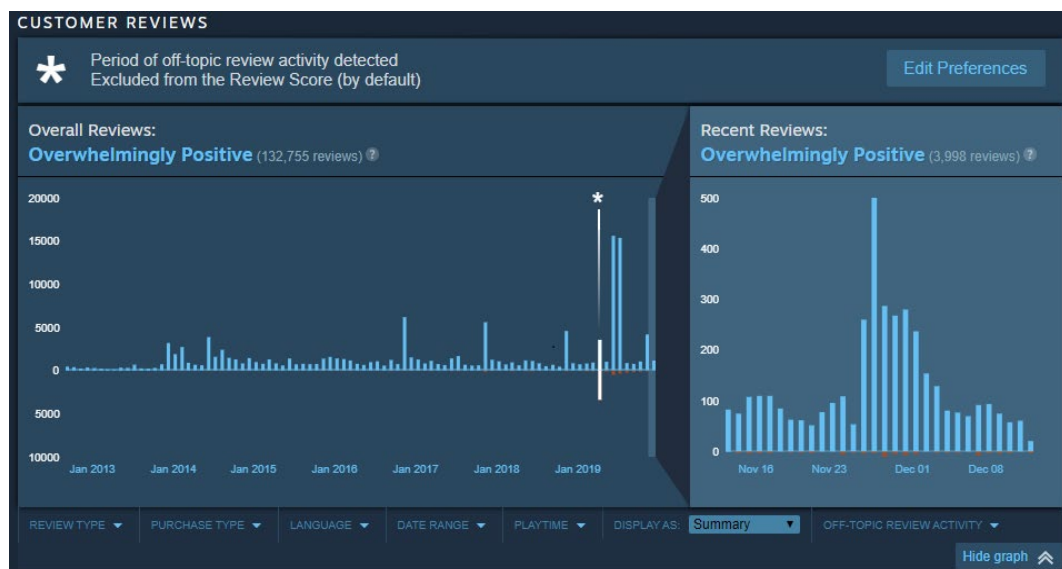 CUSTOMER REVIEWS
*
Period of off-topic review activity detected
Excluded from the Review Score (by default)
Edit Preferences
Overall Reviews:
Overwhelmingly Positive (132,755 reviews) ?
20000
15000
10000
5000
0
5000
10000
*
Jan 2013 Jan 2014 Jan 2015 Jan 2016 Jan 2017 Jan 2018 Jan 2019
Recent Reviews:
Overwhelmingly Positive (3,998 reviews) ?
500
400
300
200
100
0
Nov 16 Nov 23 Dec 01 Dec 08
REVIEW TYPE PURCHASE TYPE LANGUAGE DATE RANGE PLAYTIME DISPLAY AS: Summary OFF-TOPIC REVIEW ACTIVITY
Hide graph